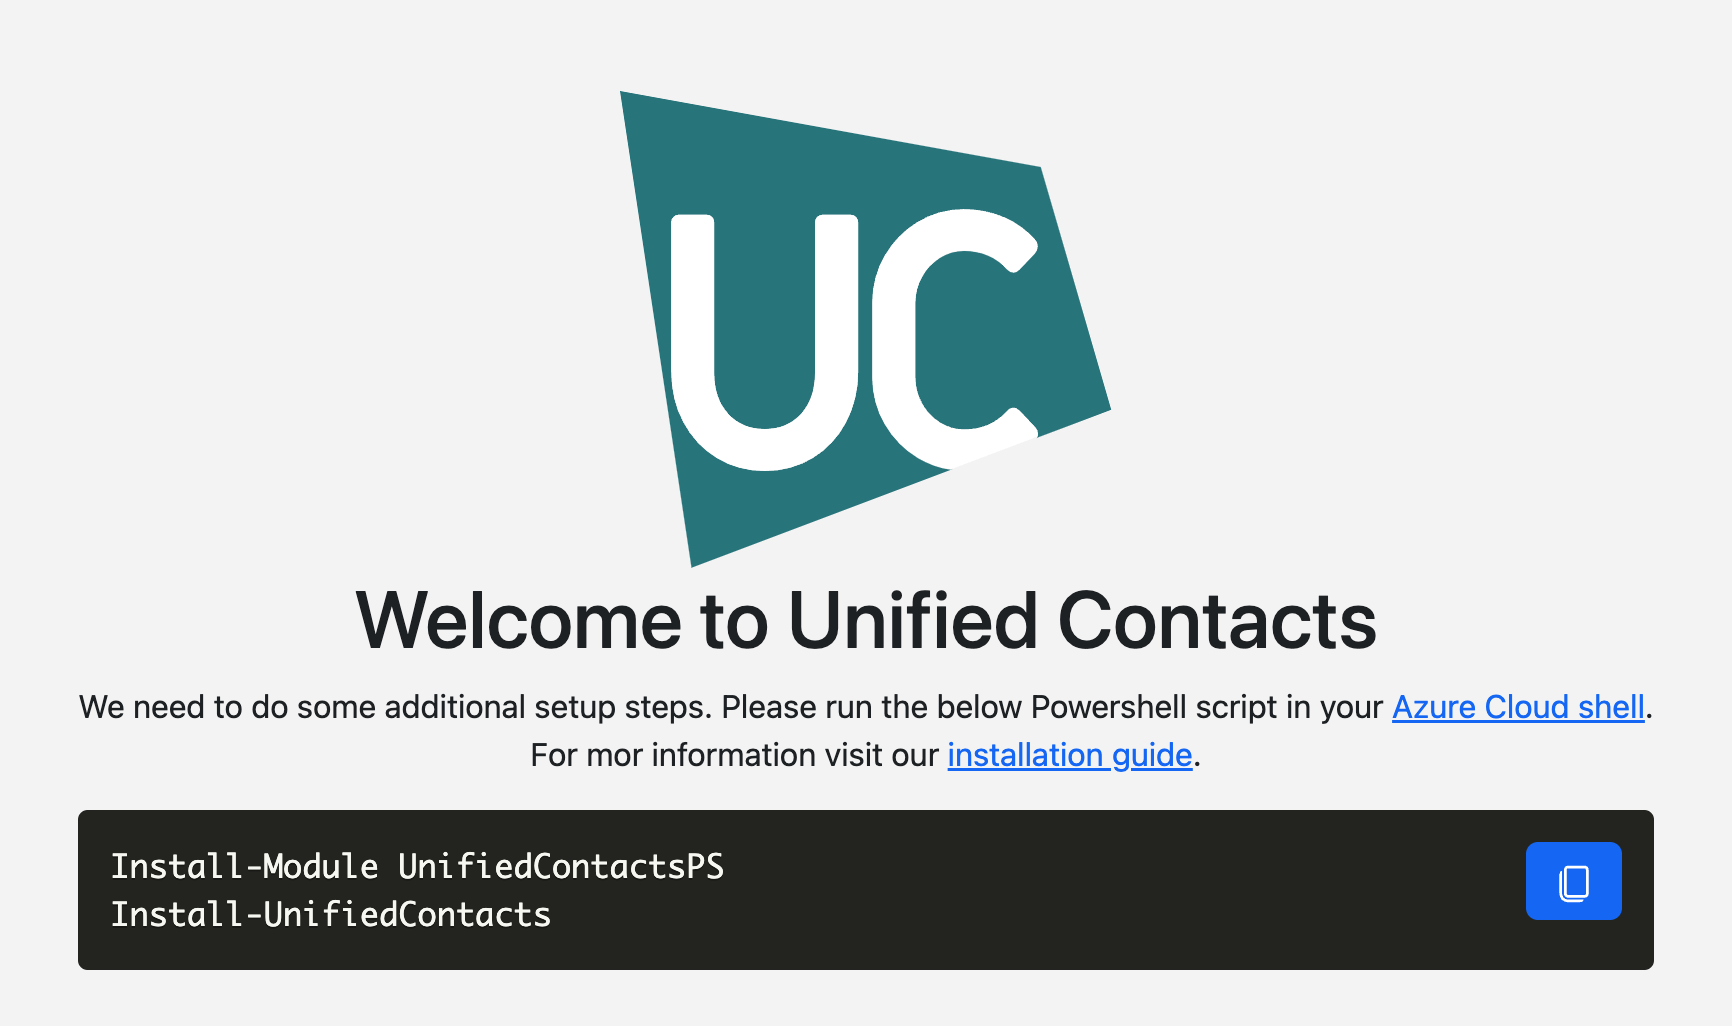 UC
Welcome to Unified Contacts
We need to do some additional setup steps. Please run the below Powershell script in your Azure Cloud shell.
For mor information visit our installation guide.
Install-Module UnifiedContactsPS
Install-UnifiedContacts